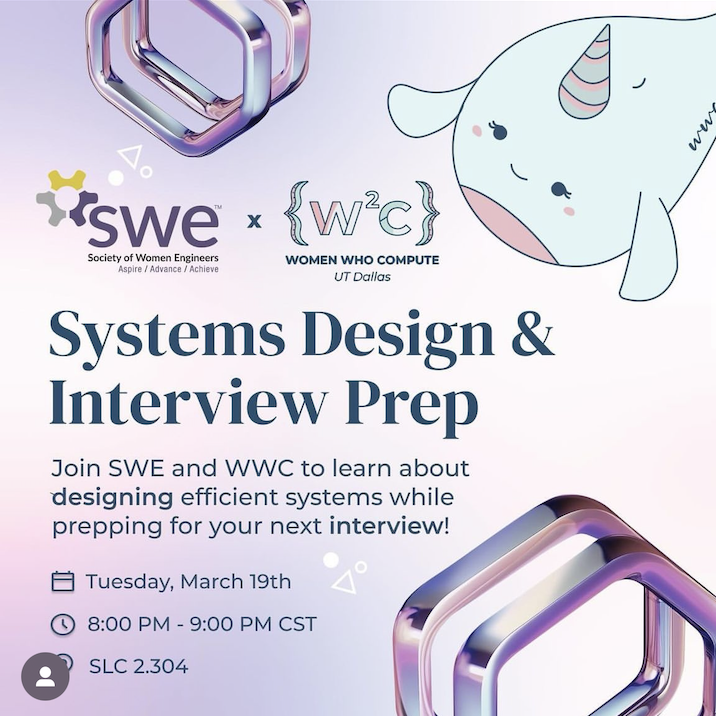 swe™
Society of Women Engineers
Aspire / Advance / Achieve
x
{W²C}
WOMEN WHO COMPUTE
UT Dallas
Systems Design &
Interview Prep
Join SWE and WWC to learn about
designing efficient systems while
prepping for your next interview!
Tuesday, March 19th
8:00 PM - 9:00 PM CST
SLC 2.304